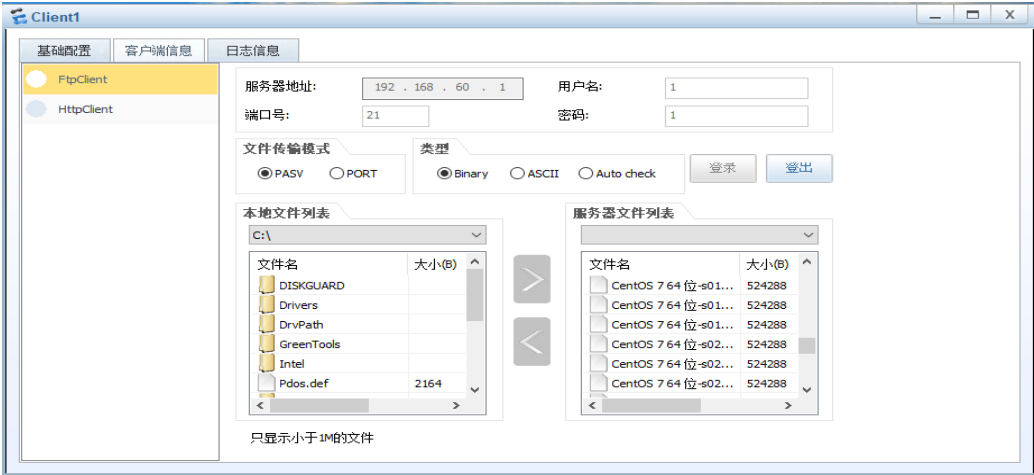 Client1
基础配置 客户端信息 日志信息
FtpClient
HttpClient
服务器地址: 192 . 168 . 60 . 1 用户名: 1
端口号: 21 密码: 1
文件传输模式 类型
PASV PORT Binary ASCII Auto check 登录 登出
本地文件列表 服务器文件列表
C:\
文件名 大小(B) 文件名 大小(B)
DISKGUARD CentOS 7 64 位-s01... 524288
Drivers CentOS 7 64 位-s01... 524288
DrvPath CentOS 7 64 位-s01... 524288
GreenTools CentOS 7 64 位-s02... 524288
Intel CentOS 7 64 位-s02... 524288
Pdos.def 2164 CentOS 7 64 位-s02... 524288
只显示小于1M的文件